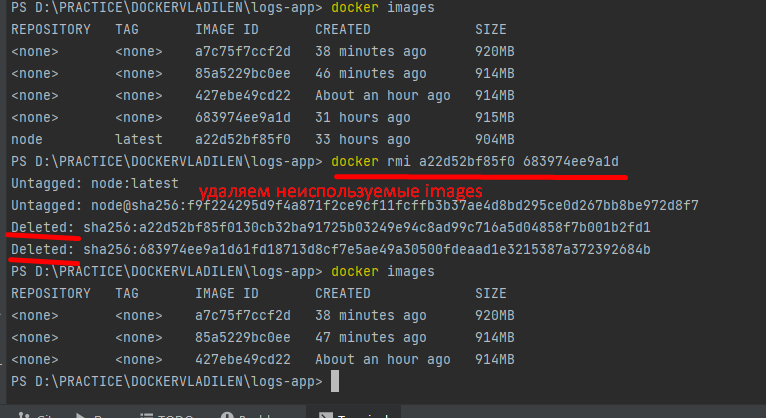 PS D:\PRACTICE\DOCKERVLADILEN\logs-app> docker images
REPOSITORY TAG IMAGE ID CREATED SIZE
<none> <none> a7c75f7ccf2d 38 minutes ago 920MB
<none> <none> 85a5229bc0ee 46 minutes ago 914MB
<none> <none> 427ebe49cd22 About an hour ago 914MB
<none> <none> 683974ee9a1d 31 hours ago 915MB
node latest a22d52bf85f0 33 hours ago 904MB
PS D:\PRACTICE\DOCKERVLADILEN\logs-app> docker rmi a22d52bf85f0 683974ee9a1d
Untagged: node:latest
удаляем неиспользуемые images
Untagged: node@sha256:f9f224295d9f4a871f2ce9cf11fcffb3b37ae4d8bd295ce0d267bb8be972d8f7
Deleted: sha256:a22d52bf85f0130cb32ba91725b03249e94c8ad99c716a5d04858f7b001b2fd1
Deleted: sha256:683974ee9a1d61fd18713d8cf7e5ae49a30500fdeaad1e3215387a372392684b
PS D:\PRACTICE\DOCKERVLADILEN\logs-app> docker images
REPOSITORY TAG IMAGE ID CREATED SIZE
<none> <none> a7c75f7ccf2d 38 minutes ago 920MB
<none> <none> 85a5229bc0ee 47 minutes ago 914MB
<none> <none> 427ebe49cd22 About an hour ago 914MB
PS D:\PRACTICE\DOCKERVLADILEN\logs-app>